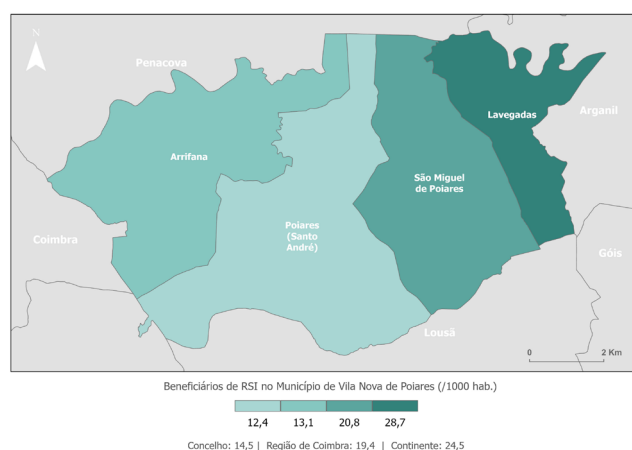 N
Penacova
Arganil
Lavegadas
Arrifana
São Miguel
de Poiares
Poiares
(Santo
André)
Coimbra
Góis
Lousã
0 2 Km
Beneficiários de RSI no Município de Vila Nova de Poiares (/1000 hab.)
12,4 13,1 20,8 28,7
Concelho: 14,5 | Região de Coimbra: 19,4 | Continente: 24,5